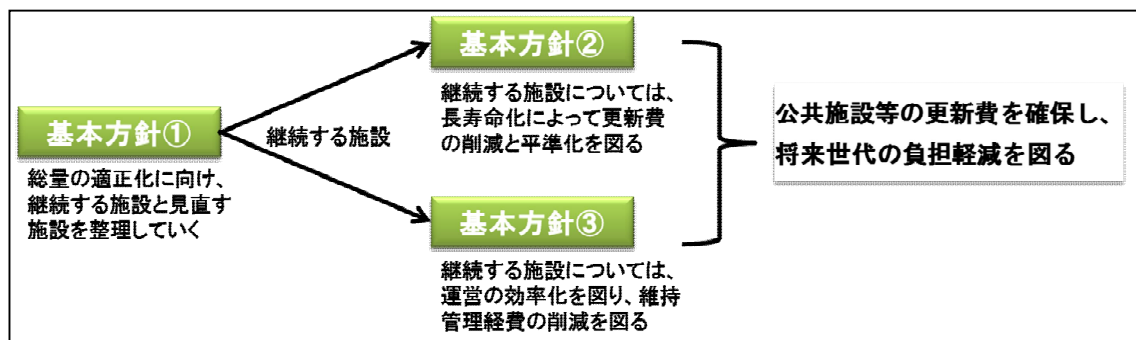 基本方針①
総量の適正化に向け、
継続する施設と見直す
施設を整理していく
継続する施設
基本方針②
継続する施設については、
長寿命化によって更新費
の削減と平準化を図る
基本方針③
継続する施設については、
運営の効率化を図り、維持
管理経費の削減を図る
公共施設等の更新費を確保し、
将来世代の負担軽減を図る